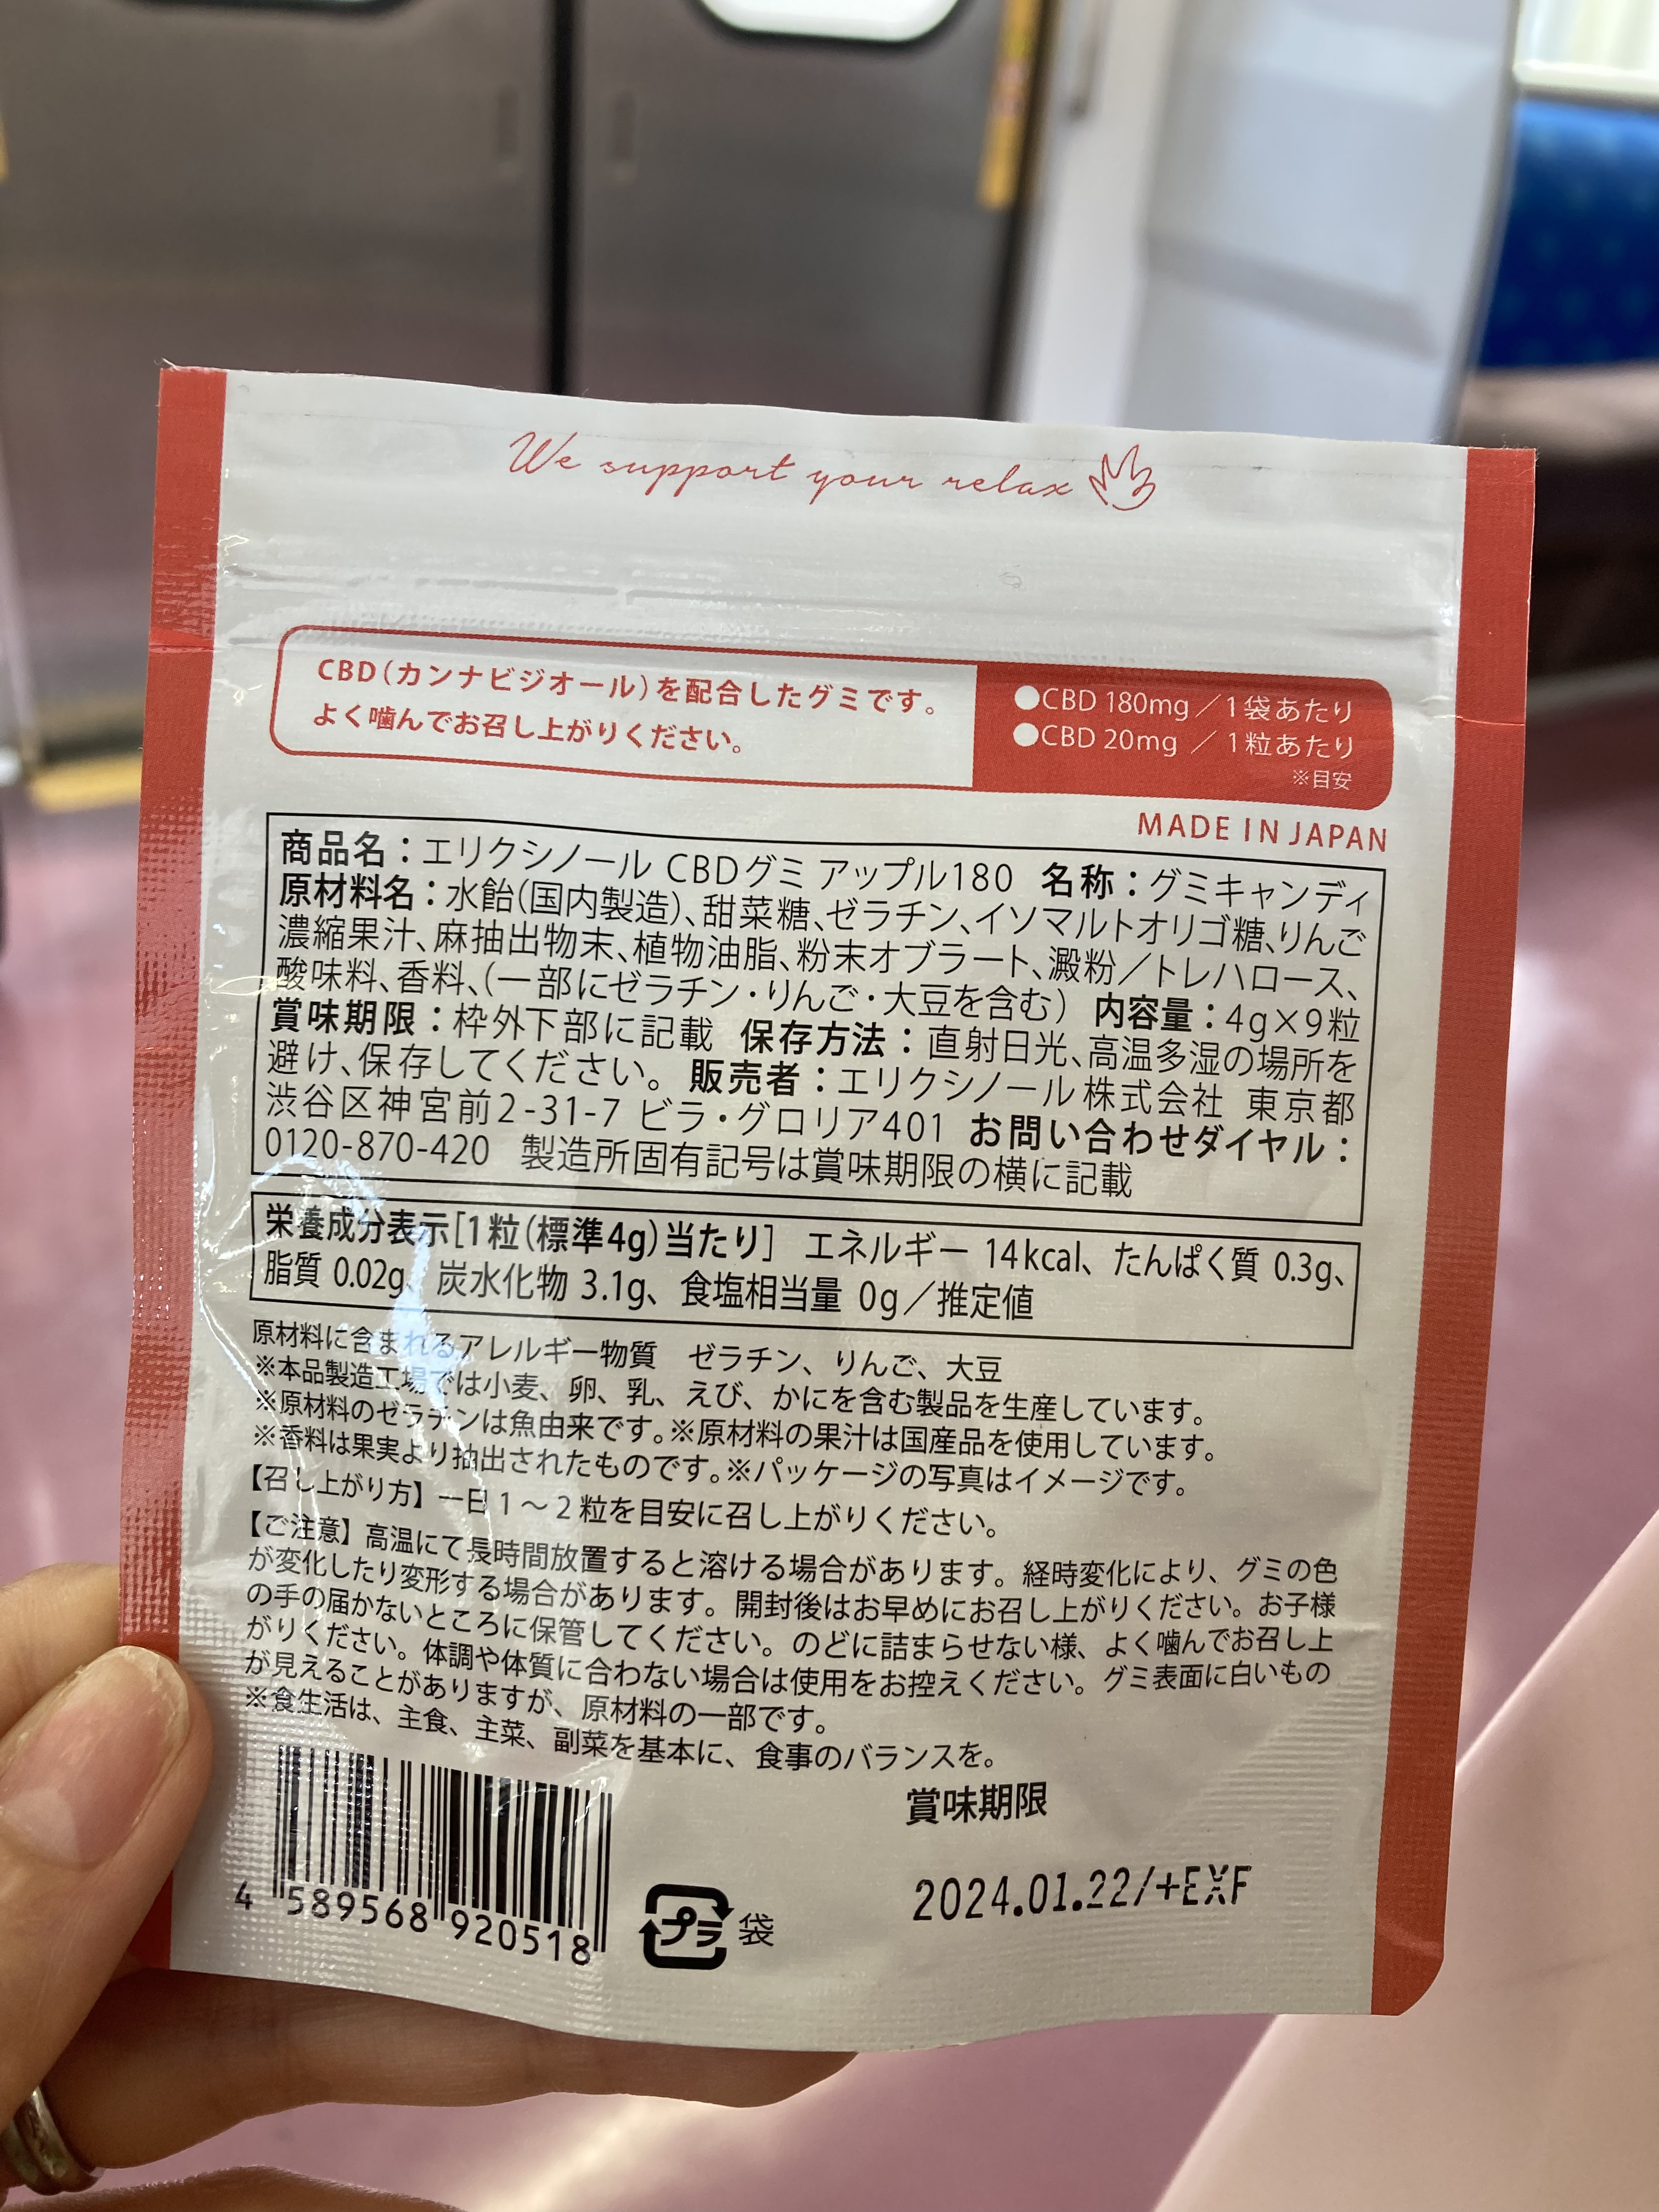 We support your relax
CBD(カンナビジオール)を配合したグミです。
よく噛んでお召し上がりください。
●CBD 180mg／1袋あたり
●CBD 20mg ／1粒あたり
※目安
MADE IN JAPAN
商品名：エリクシノール CBDグミ アップル180 名称：グミキャンディ
原材料名：水飴(国内製造)、甜菜糖、ゼラチン、イソマルトオリゴ糖、りんご
濃縮果汁、麻抽出物末、植物油脂、粉末オブラート、澱粉／トレハロース、
酸味料、香料、(一部にゼラチン・りんご・大豆を含む) 内容量：4g×9粒
賞味期限：枠外下部に記載 保存方法：直射日光、高温多湿の場所を
避け、保存してください。販売者：エリクシノール株式会社 東京都
渋谷区神宮前2-31-7 ビラ・グロリア401 お問い合わせダイヤル：
0120-870-420 製造所固有記号は賞味期限の横に記載
栄養成分表示[1粒(標準4g)当たり] エネルギー 14kcal、たんぱく質 0.3g、
脂質 0.02g、炭水化物 3.1g、食塩相当量 0g／推定値
原材料に含まれるアレルギー物質 ゼラチン、りんご、大豆
※本品製造工場では小麦、卵、乳、えび、かにを含む製品を生産しています。
※原材料のゼラチンは魚由来です。※原材料の果汁は国産品を使用しています。
※香料は果実より抽出されたものです。※パッケージの写真はイメージです。
【召し上がり方】一日1～2粒を目安に召し上がりください。
【ご注意】高温にて長時間放置すると溶ける場合があります。経時変化により、グミの色
が変化したり変形する場合があります。開封後はお早めにお召し上がりください。お子様
の手の届かないところに保管してください。のどに詰まらせない様、よく噛んでお召し上
がりください。体調や体質に合わない場合は使用をお控えください。グミ表面に白いもの
が見えることがありますが、原材料の一部です。
※食生活は、主食、主菜、副菜を基本に、食事のバランスを。
賞味期限
2024.01.22/+EXF
4 589568 920518
プラ 袋